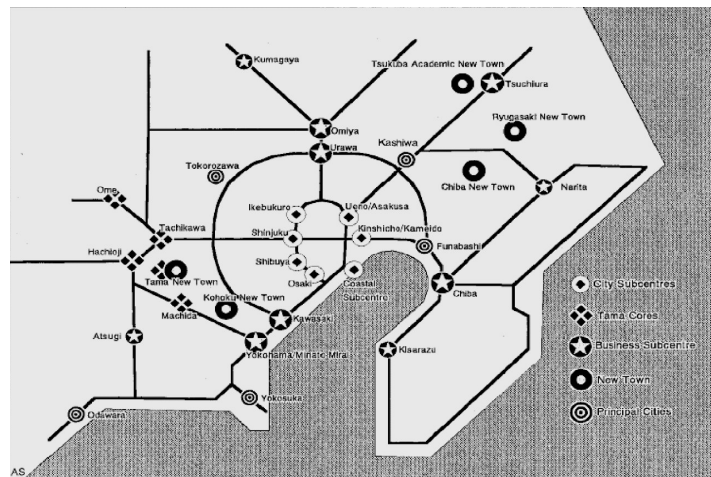 Kumagaya
Tsukuba Academic New Town
Tsuchiura
Omiya
Ryugasaki New Town
Urawa
Kashiwa
Tokorozawa
Chiba New Town
Narita
Ome
Ikebukuro
Ueno/Asakusa
Tachikawa
Shinjuku
Kinshicho/Kameido
Funabashi
Hachioji
Shibuya
Tama New Town
Osaki
Coastal
Subcentre
City Subcentres
Chiba
Kohoku New Town
Machida
Kawasaki
Tama Cores
Atsugi
Business Subcentre
Yokohama/Minato-Mirai
Kisarazu
New Town
Yokosuka
Odawara
Principal Cities
AS